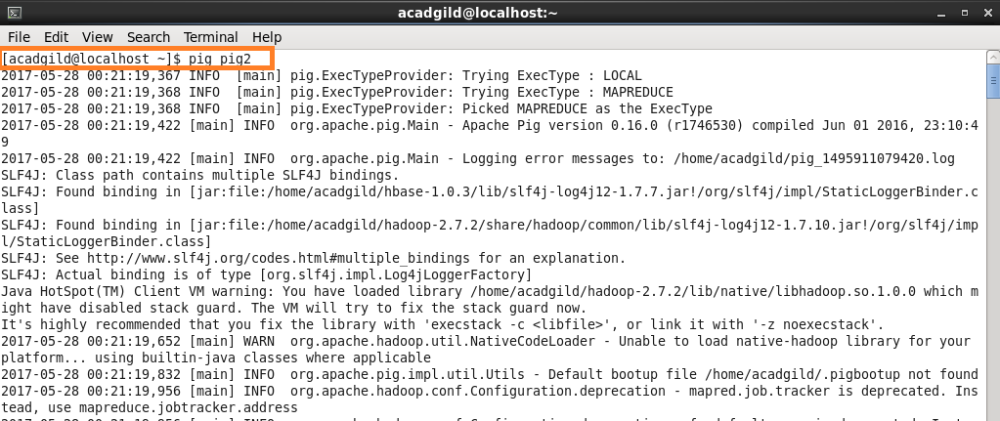 acadgild@localhost:~
File Edit View Search Terminal Help
[acadgild@localhost ~]$ pig pig2
2017-05-28 00:21:19,367 INFO  [main] pig.ExecTypeProvider: Trying ExecType : LOCAL
2017-05-28 00:21:19,368 INFO  [main] pig.ExecTypeProvider: Trying ExecType : MAPREDUCE
2017-05-28 00:21:19,368 INFO  [main] pig.ExecTypeProvider: Picked MAPREDUCE as the ExecType
2017-05-28 00:21:19,422 [main] INFO  org.apache.pig.Main - Apache Pig version 0.16.0 (r1746530) compiled Jun 01 2016, 23:10:4
9
2017-05-28 00:21:19,422 [main] INFO  org.apache.pig.Main - Logging error messages to: /home/acadgild/pig_1495911079420.log
SLF4J: Class path contains multiple SLF4J bindings.
SLF4J: Found binding in [jar:file:/home/acadgild/hbase-1.0.3/lib/slf4j-log4j12-1.7.7.jar!/org/slf4j/impl/StaticLoggerBinder.c
lass]
SLF4J: Found binding in [jar:file:/home/acadgild/hadoop-2.7.2/share/hadoop/common/lib/slf4j-log4j12-1.7.10.jar!/org/slf4j/imp
l/StaticLoggerBinder.class]
SLF4J: See http://www.slf4j.org/codes.html#multiple_bindings for an explanation.
SLF4J: Actual binding is of type [org.slf4j.impl.Log4jLoggerFactory]
Java HotSpot(TM) Client VM warning: You have loaded library /home/acadgild/hadoop-2.7.2/lib/native/libhadoop.so.1.0.0 which m
ight have disabled stack guard. The VM will try to fix the stack guard now.
It's highly recommended that you fix the library with 'execstack -c <libfile>', or link it with '-z noexecstack'.
2017-05-28 00:21:19,652 [main] WARN  org.apache.hadoop.util.NativeCodeLoader - Unable to load native-hadoop library for your
platform... using builtin-java classes where applicable
2017-05-28 00:21:19,832 [main] INFO  org.apache.pig.impl.util.Utils - Default bootup file /home/acadgild/.pigbootup not found
2017-05-28 00:21:19,956 [main] INFO  org.apache.hadoop.conf.Configuration.deprecation - mapred.job.tracker is deprecated. Ins
tead, use mapreduce.jobtracker.address